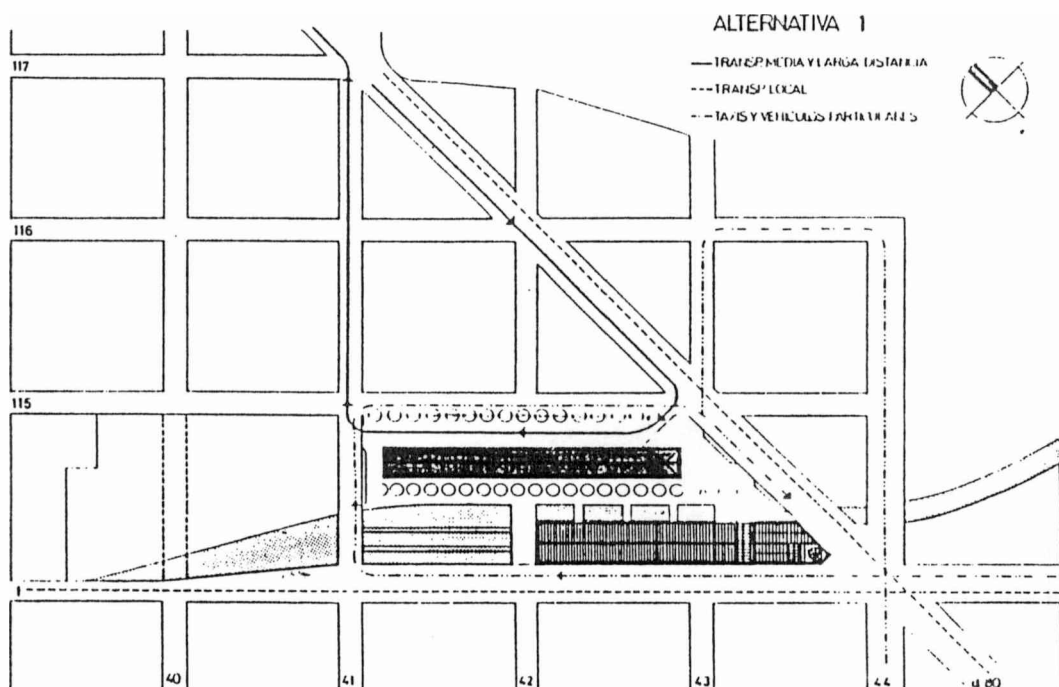 ALTERNATIVA 1
TRANSP. MEDIA Y LARGA DISTANCIA
TRANSP. LOCAL
TAXIS Y VEHICULOS PARTICULARES
117
116
115
40
41
42
43
44
d. 80